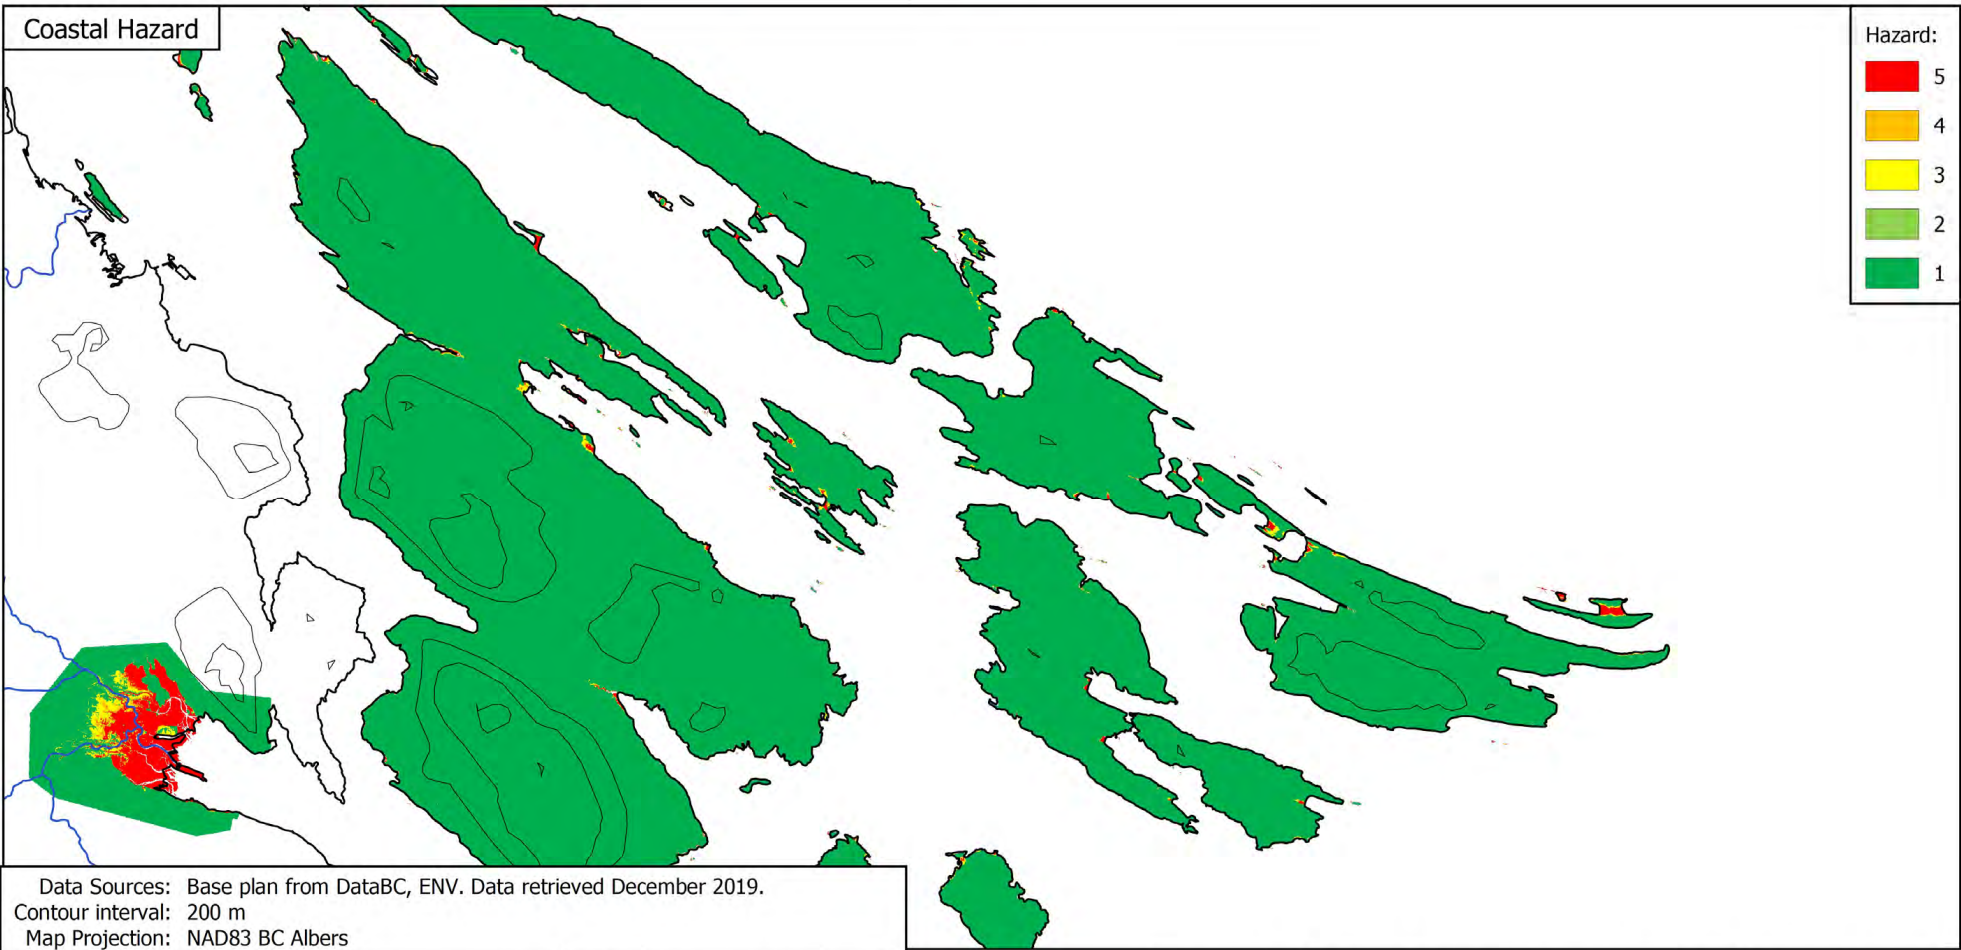 Coastal Hazard
Hazard:
5
4
3
2
1
Data Sources: Base plan from DataBC, ENV. Data retrieved December 2019.
Contour interval: 200 m
Map Projection: NAD83 BC Albers